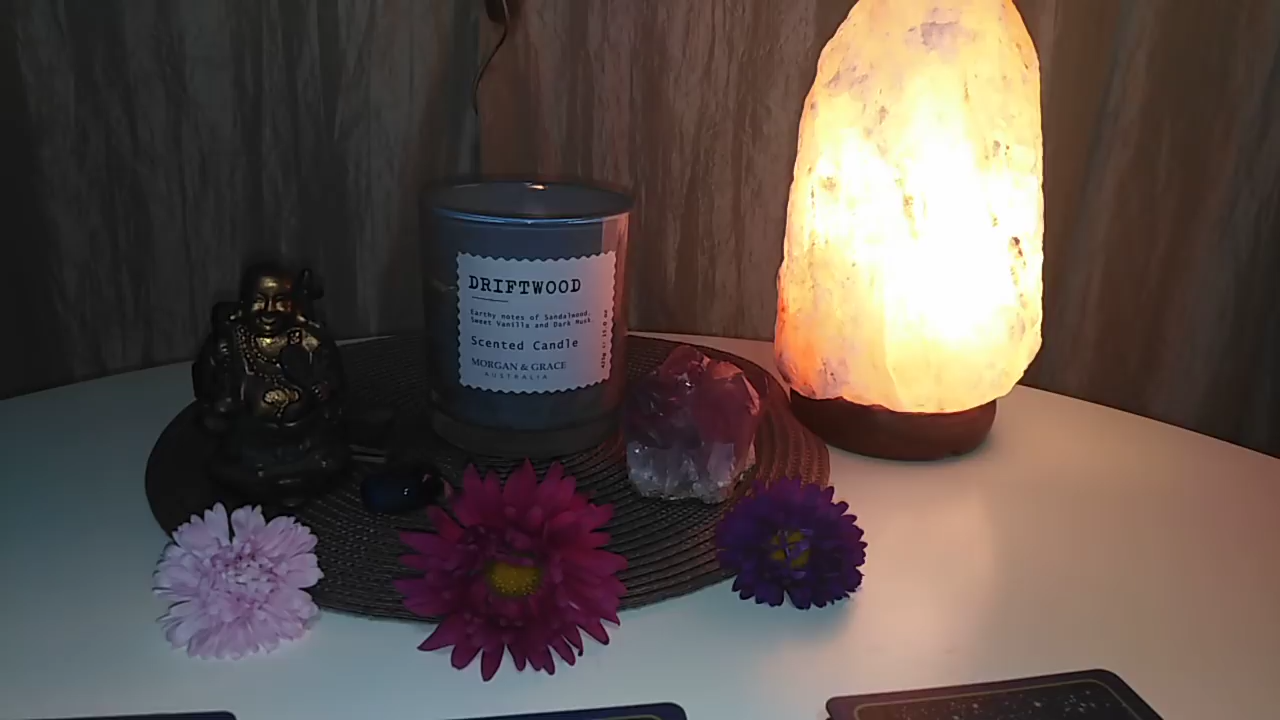 DRIFTWOOD
Earthy notes of Sandalwood,
Sweet Vanilla and Dark Musk.
Scented Candle
MORGAN & GRACE
AUSTRALIA